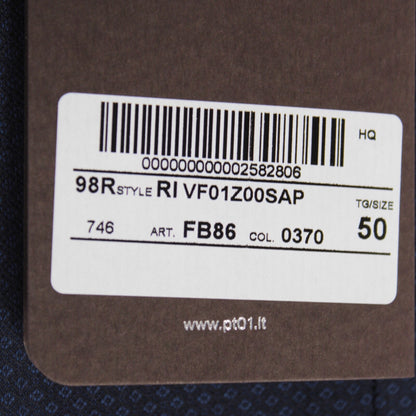 HQ
000000000002582806
98R STYLE RI VF01Z00SAP
TG/SIZE
746 ART. FB86 COL. 0370 50
www.pt01.it